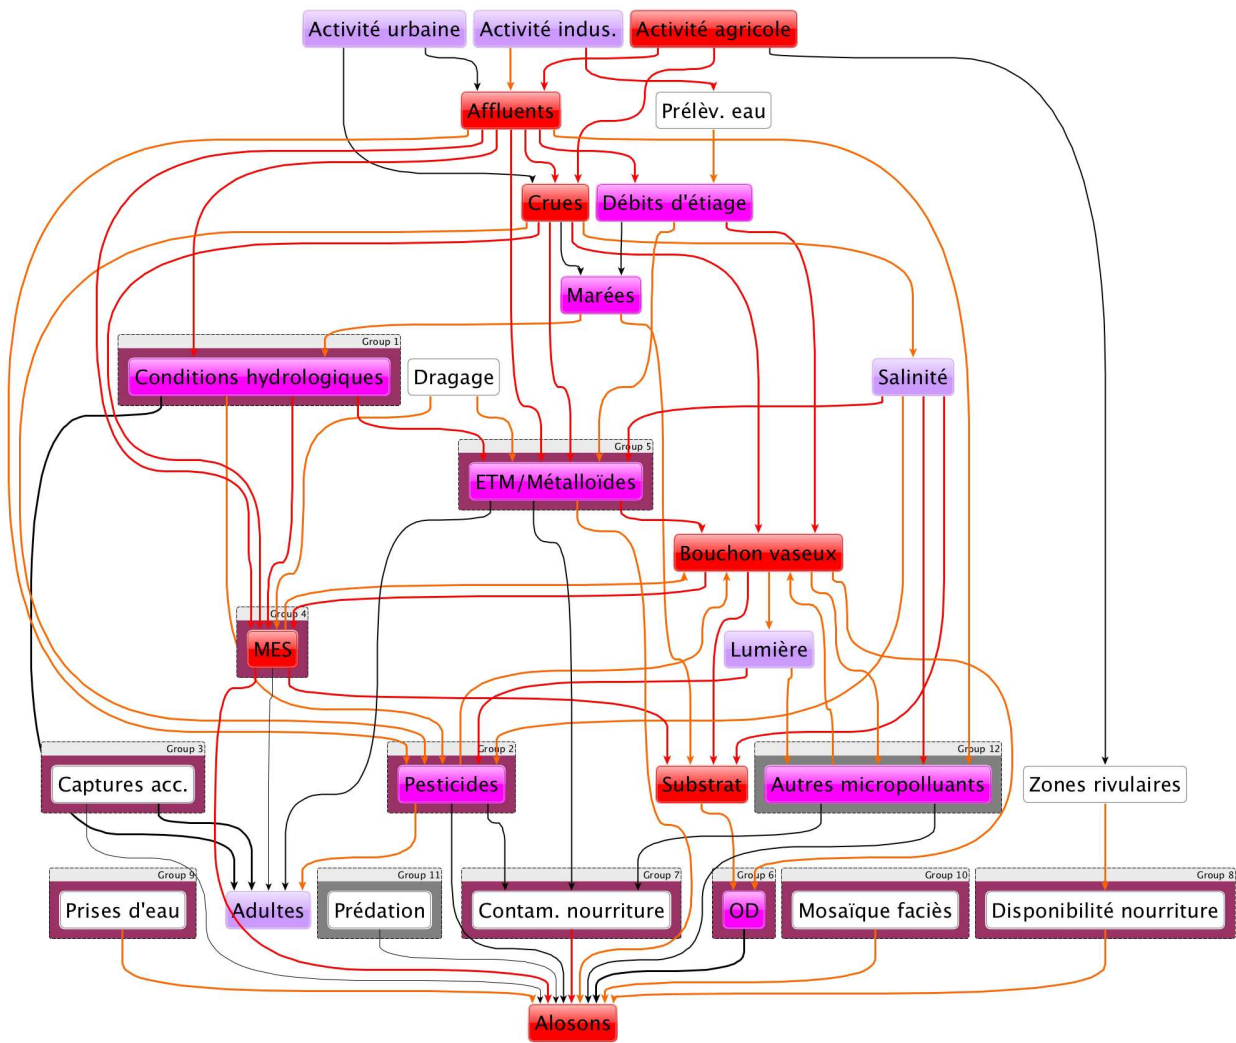 Activité urbaine
Activité indus.
Activité agricole
Affluents
Prélèv. eau
Crues
Débits d'étiage
Marées
Group 1
Conditions hydrologiques
Dragage
Salinité
Group 5
ETM/Métalloïdes
Bouchon vaseux
Group 4
MES
Lumière
Group 3
Captures acc.
Group 2
Pesticides
Substrat
Group 12
Autres micropolluants
Zones rivulaires
Group 9
Prises d'eau
Adultes
Group 11
Prédation
Group 7
Contam. nourriture
Group 6
OD
Group 10
Mosaïque faciès
Group 8
Disponibilité nourriture
Alosons